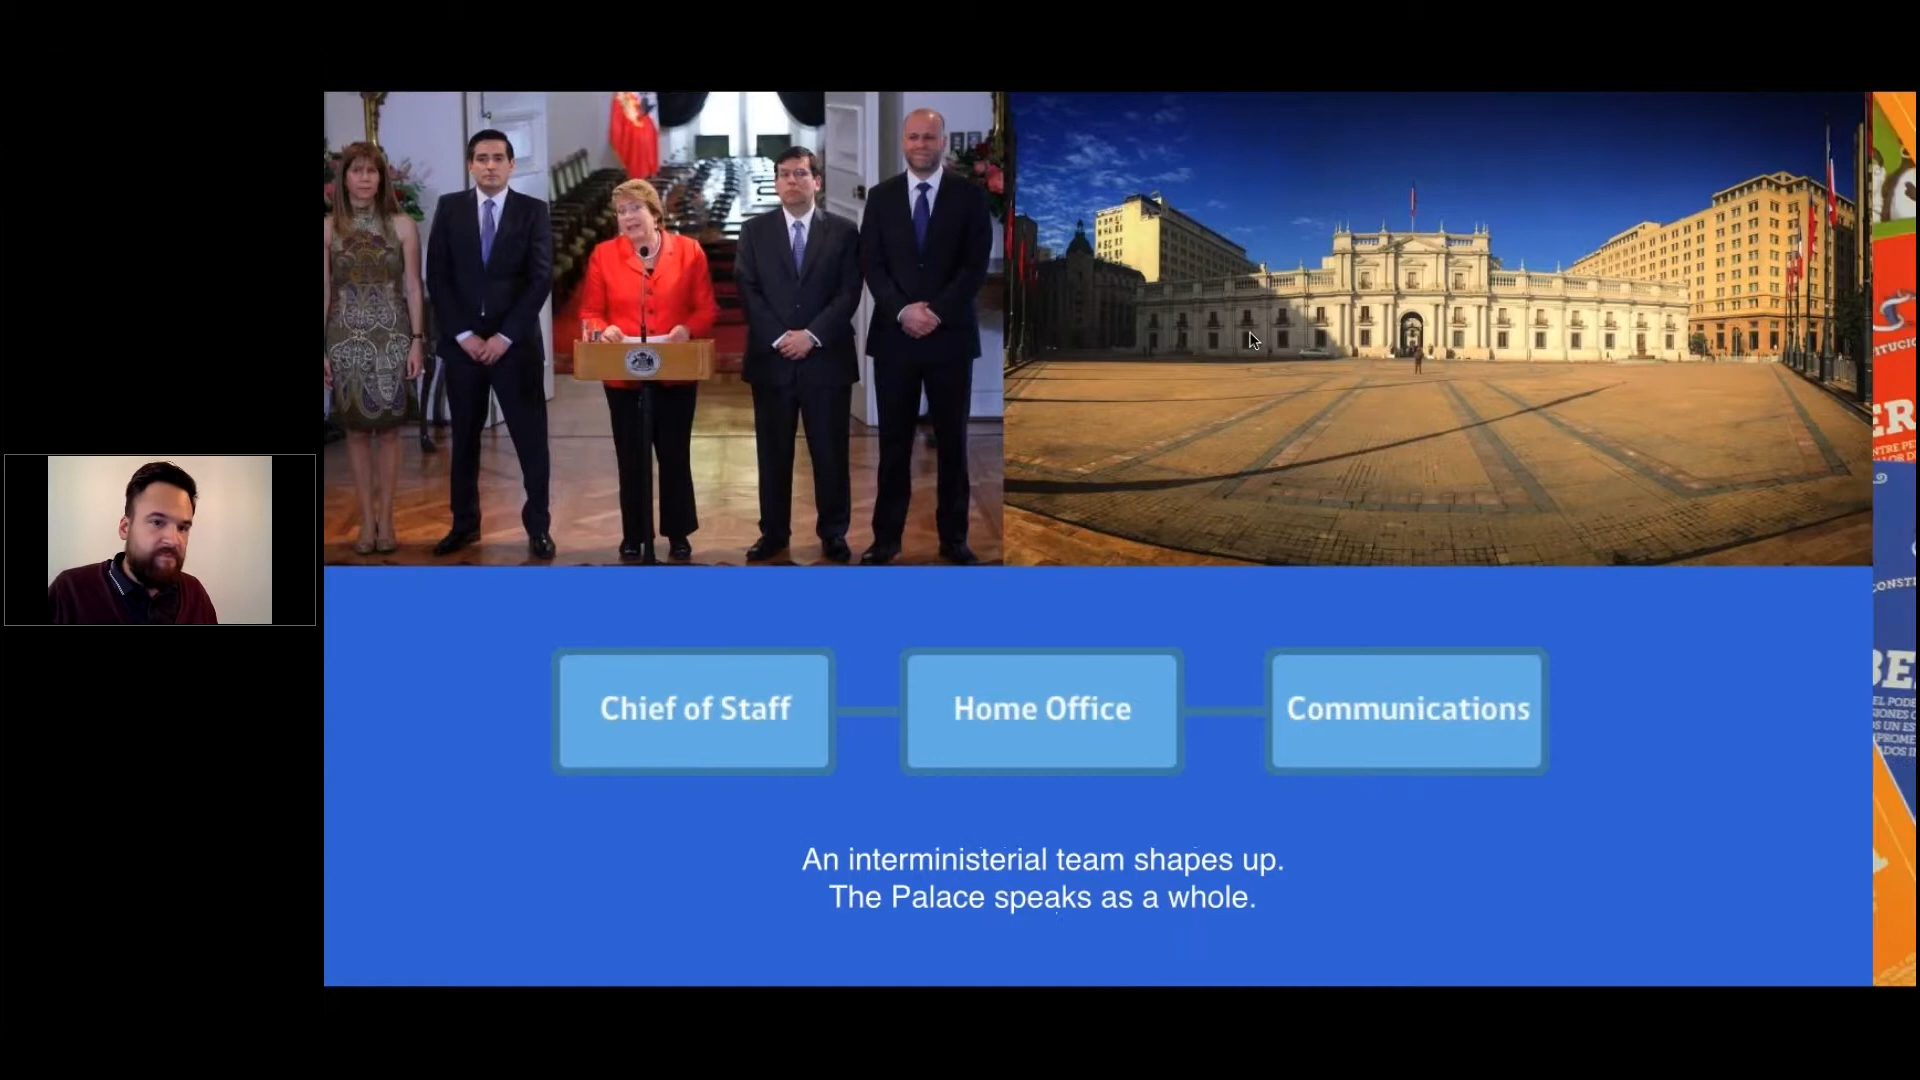 Chief of Staff
Home Office
Communications
An interministerial team shapes up.
The Palace speaks as a whole.